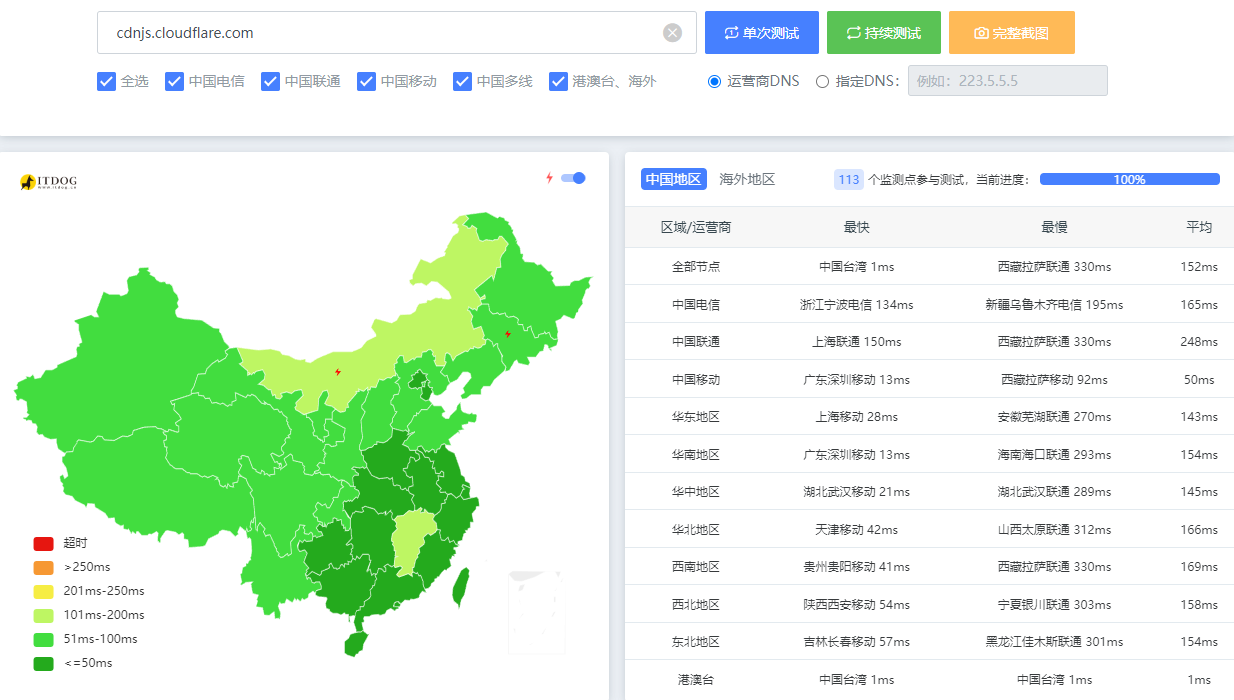 cdnjs.cloudflare.com 单次测试 持续测试 完整截图
全选 中国电信 中国联通 中国移动 中国多线 港澳台、海外 运营商DNS 指定DNS： 例如：223.5.5.5
ITDOG
www.itdog.cn
中国地区 海外地区 113 个监测点参与测试，当前进度： 100%
区域/运营商 最快 最慢 平均
全部节点 中国台湾 1ms 西藏拉萨联通 330ms 152ms
中国电信 浙江宁波电信 134ms 新疆乌鲁木齐电信 195ms 165ms
中国联通 上海联通 150ms 西藏拉萨联通 330ms 248ms
中国移动 广东深圳移动 13ms 西藏拉萨移动 92ms 50ms
华东地区 上海移动 28ms 安徽芜湖联通 270ms 143ms
华南地区 广东深圳移动 13ms 海南海口联通 293ms 154ms
华中地区 湖北武汉移动 21ms 湖北武汉联通 289ms 145ms
华北地区 天津移动 42ms 山西太原联通 312ms 166ms
西南地区 贵州贵阳移动 41ms 西藏拉萨联通 330ms 169ms
西北地区 陕西西安移动 54ms 宁夏银川联通 303ms 158ms
东北地区 吉林长春移动 57ms 黑龙江佳木斯联通 301ms 154ms
港澳台 中国台湾 1ms 中国台湾 1ms 1ms
超时
>250ms
201ms-250ms
101ms-200ms
51ms-100ms
<=50ms